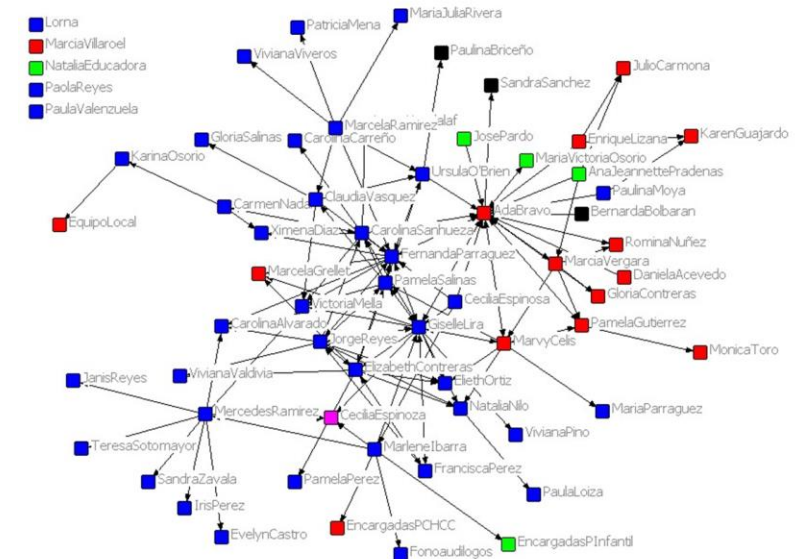 Lorna
MarciaVillaroel
NataliaEducadora
PaolaReyes
PaulaValenzuela
MariaJuliaRivera
PatriciaMena
VivianaViveros
PaulinaBriceño
JulioCarmona
SandraSanchez
MarcelaRamirez
GloriaSalinas
CarolinaCarreño
JosePardo
EnriqueLizana
KarenGuajardo
KarinaOsorio
MariaVictoriaOsorio
UrsulaO'Brien
AnaJeannettePradenas
PaulinaMoya
ClaudiaVasquez
CarmenNada
AdaBravo
BernardaBolbaran
EquipoLocal
XimenaDiaz
CarolinaSanhueza
RominaNuñez
FernandaParraguez
MarciaVergara
MarcelaGrellet
PamelaSalinas
DanielaAcevedo
GloriaContreras
VictoriaMella
CeciliaEspinosa
CarolinaAlvarado
GiselleLira
PamelaGutierrez
JorgeReyes
MarvyCelis
MonicaToro
JanisReyes
VivianaValdivia
ElizabethContreras
EliethOrtiz
MercedesRamirez
CeciliaEspinoza
NataliaNilo
MariaParraguez
VivianaPino
TeresaSotomayor
MarleneIbarra
FranciscaPerez
SandraZavala
PamelaPerez
PaulaLoiza
IrisPerez
EncargadasPCHCC
EvelynCastro
EncargadasPInfantil
Fonoaudilogos